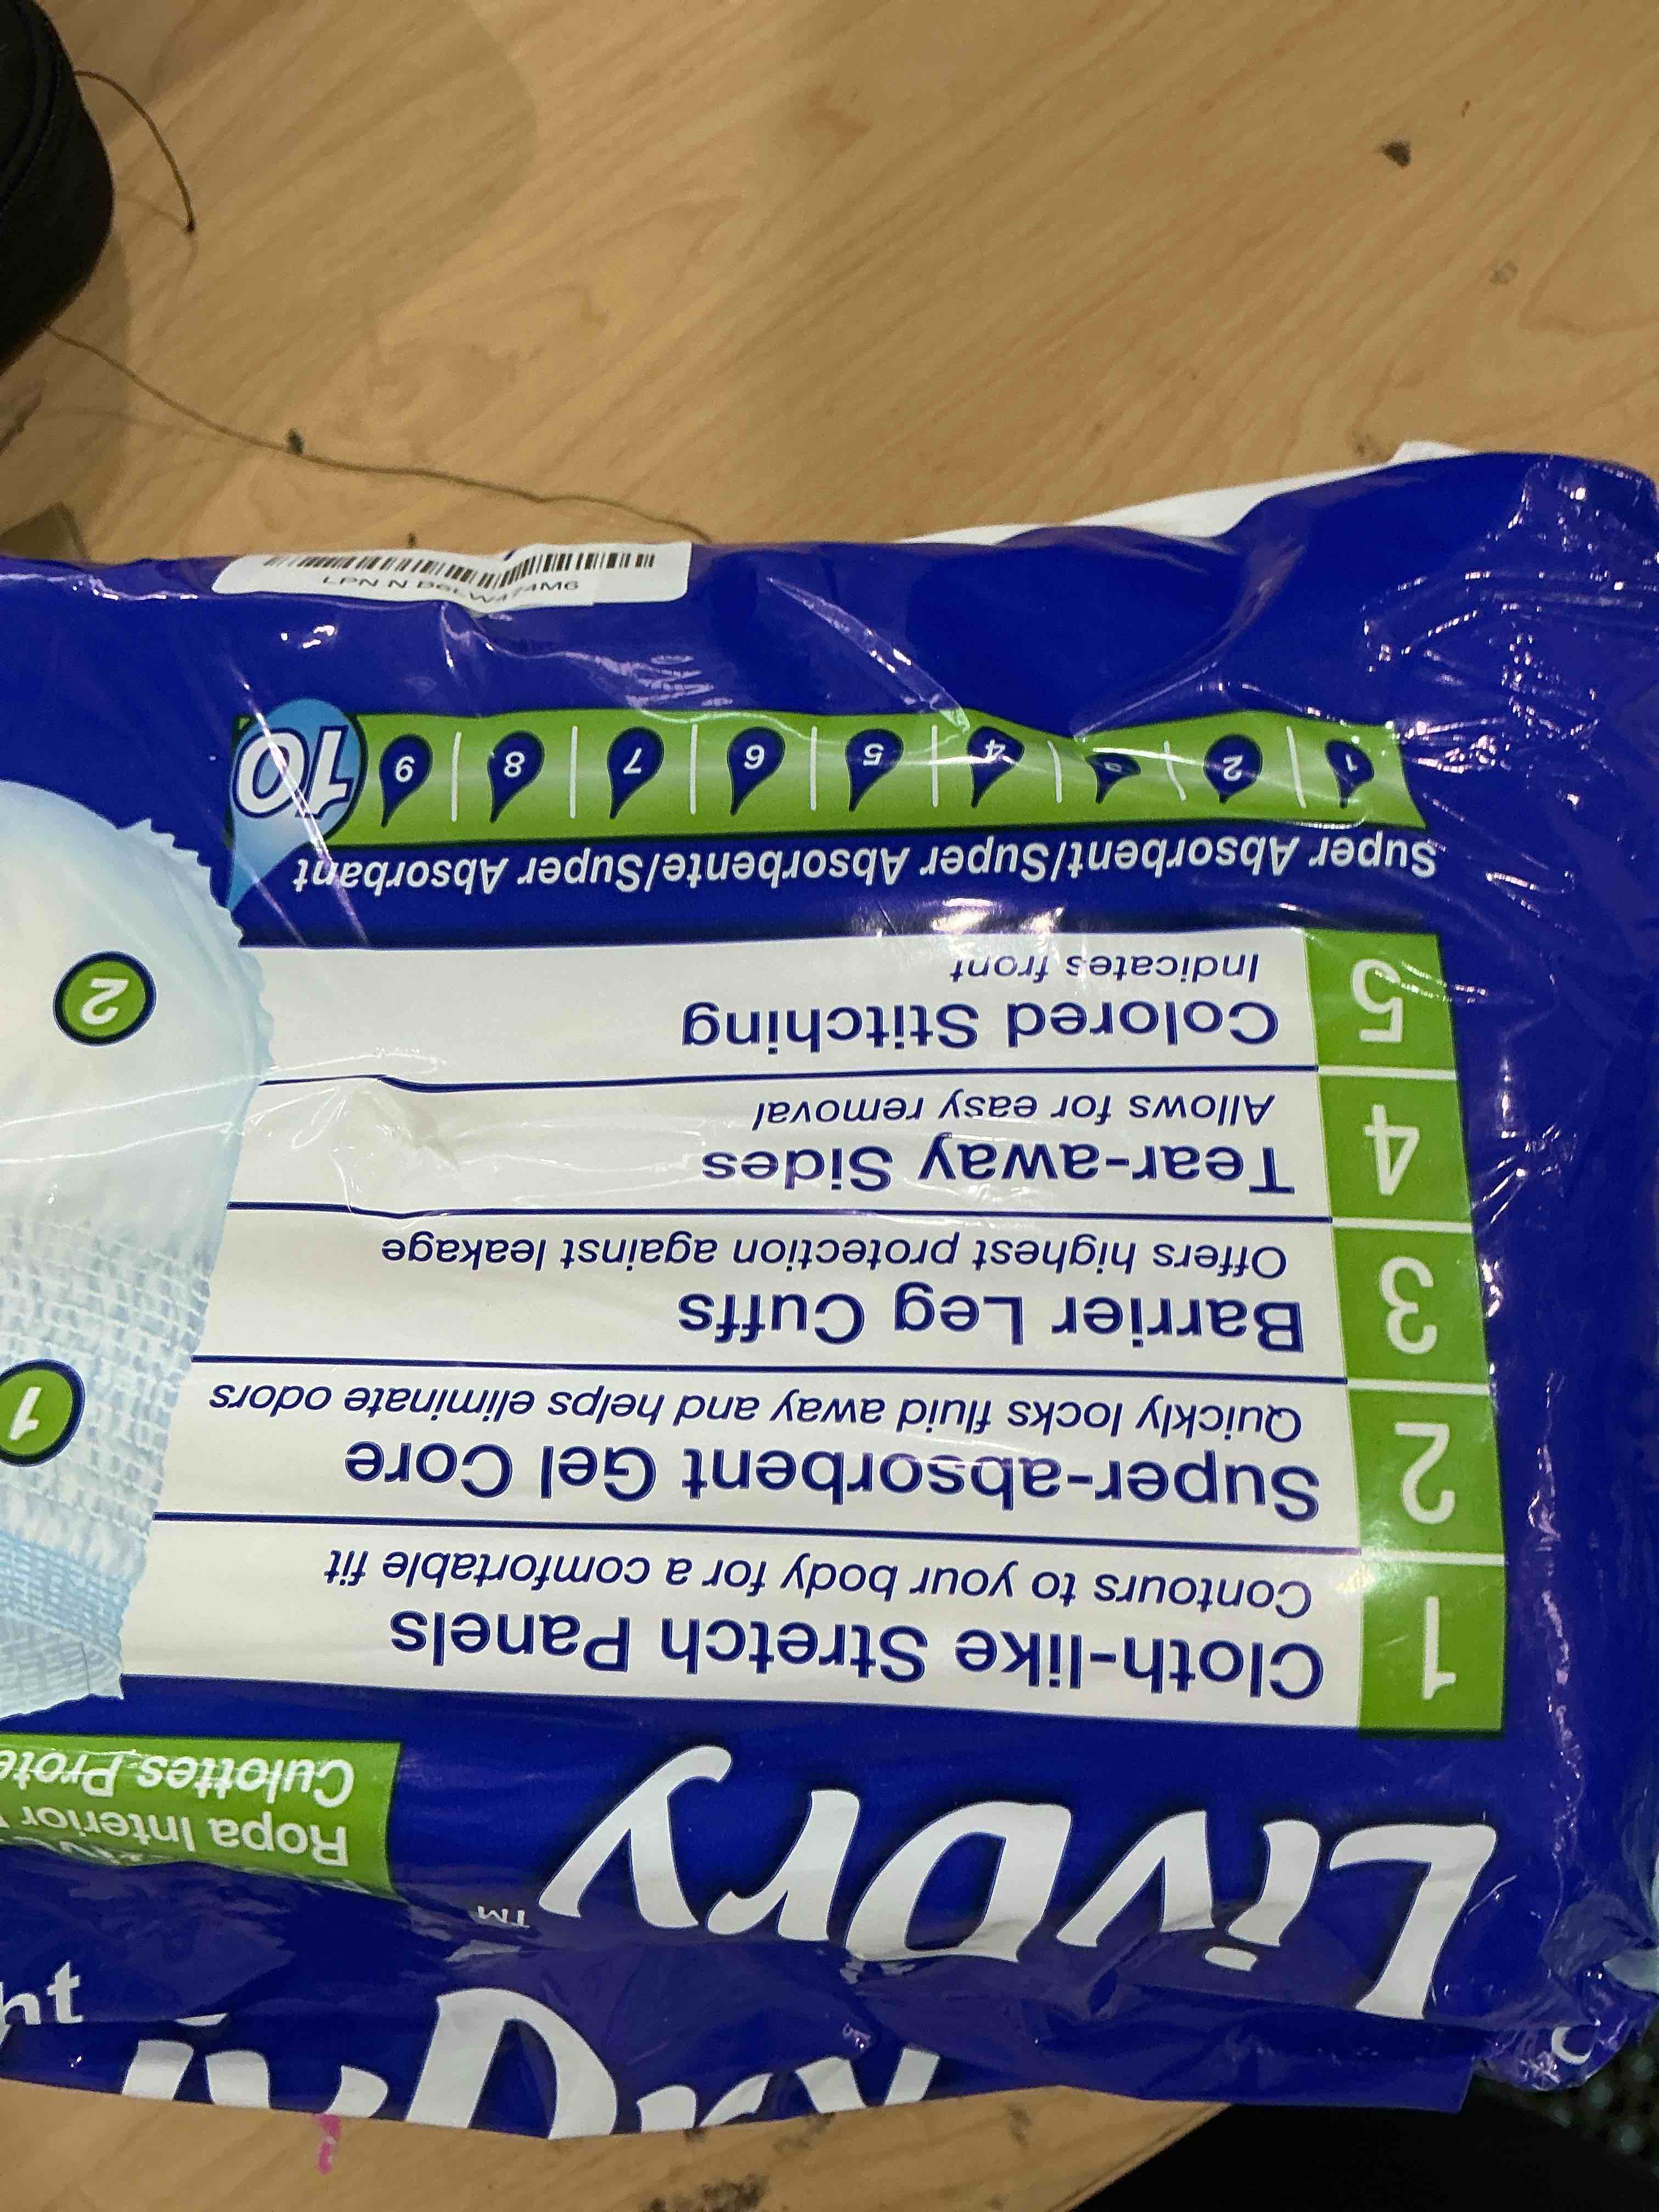 LivDry™
Ropa Interior
Culottes
1
Cloth-like Stretch Panels
Contours to your body for a comfortable fit
2
Super-absorbent Gel Core
Quickly locks fluid away and helps eliminate odors
3
Barrier Leg Cuffs
Offers highest protection against leakage
4
Tear-away Sides
Allows for easy removal
5
Colored Stitching
Indicates front
1
2
Super Absorbent/Super Absorbente/Super Absorbant
1 2 3 4 5 6 7 8 9 10
LPN N